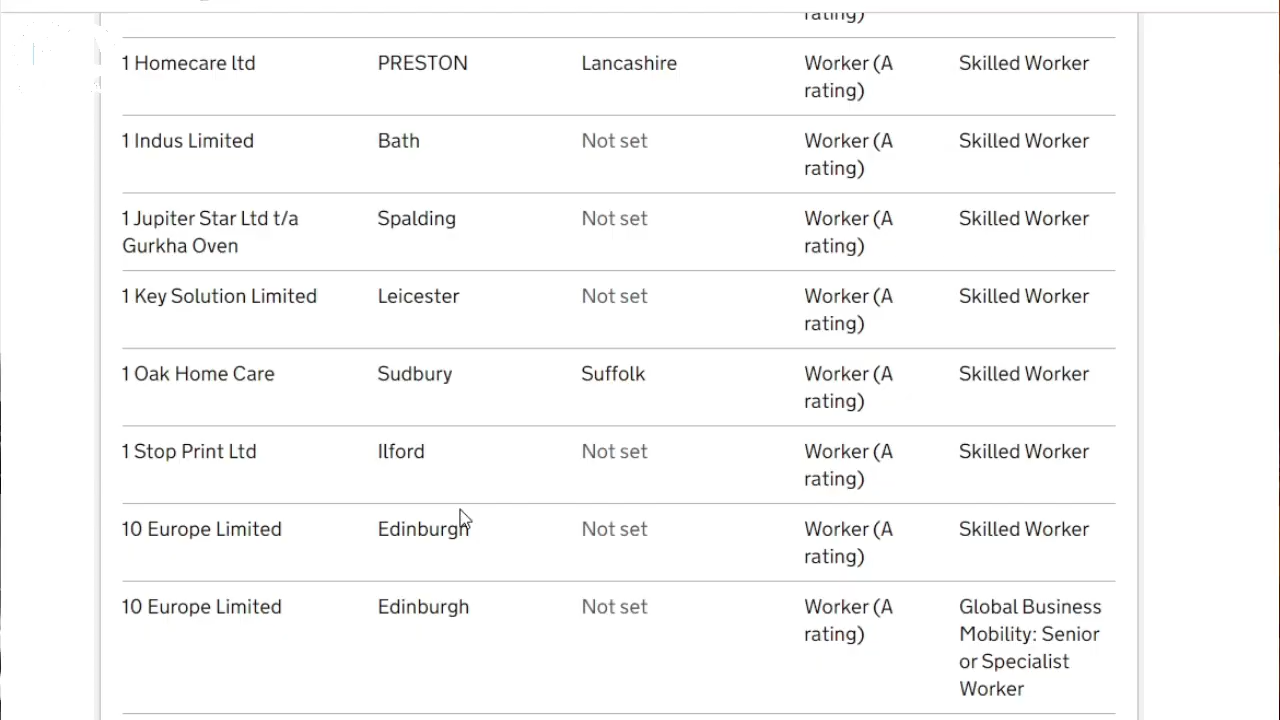 rating)
1 Homecare ltd PRESTON Lancashire Worker (A Skilled Worker
rating)
1 Indus Limited Bath Not set Worker (A Skilled Worker
rating)
1 Jupiter Star Ltd t/a Spalding Not set Worker (A Skilled Worker
Gurkha Oven rating)
1 Key Solution Limited Leicester Not set Worker (A Skilled Worker
rating)
1 Oak Home Care Sudbury Suffolk Worker (A Skilled Worker
rating)
1 Stop Print Ltd Ilford Not set Worker (A Skilled Worker
rating)
10 Europe Limited Edinburgh Not set Worker (A Skilled Worker
rating)
10 Europe Limited Edinburgh Not set Worker (A Global Business
rating) Mobility: Senior
or Specialist
Worker